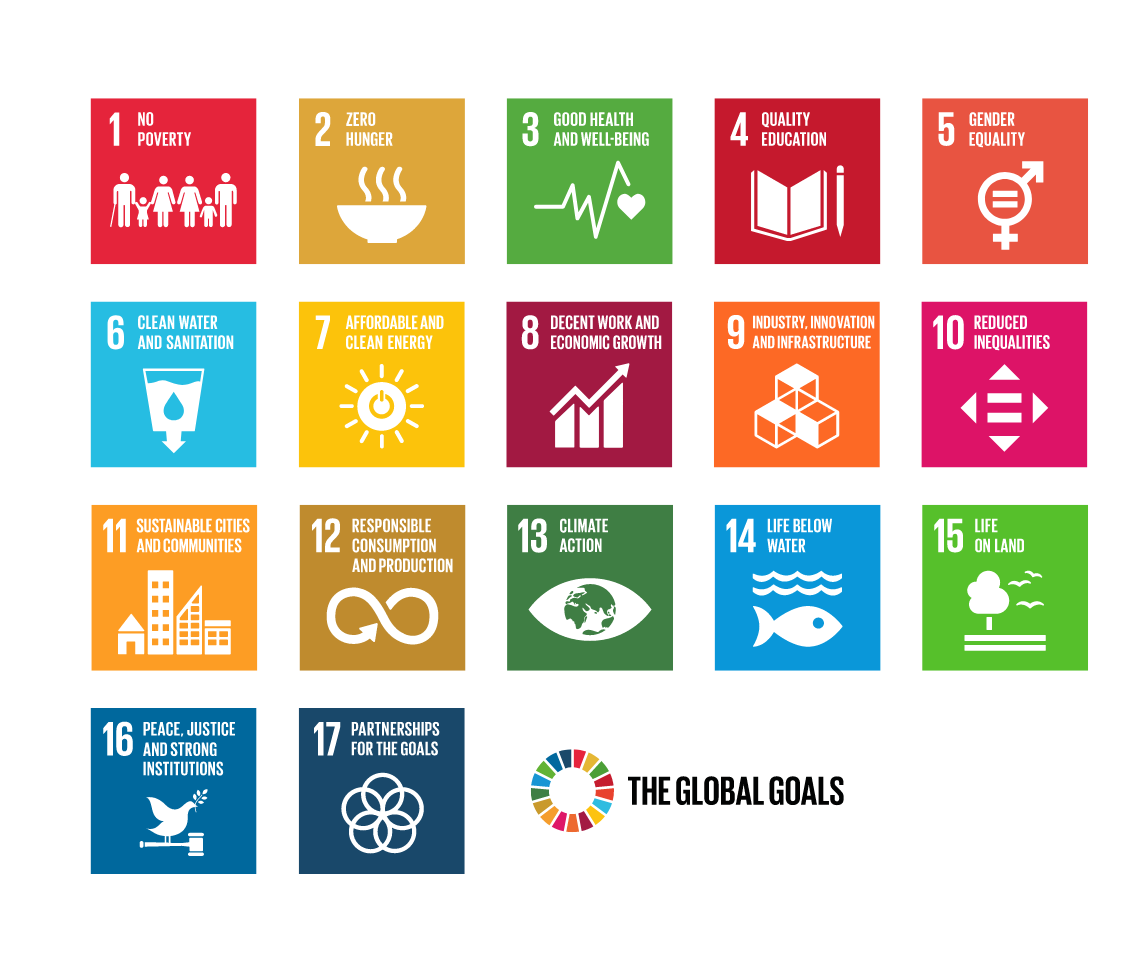 1 NO
POVERTY
2 ZERO
HUNGER
3 GOOD HEALTH
AND WELL-BEING
4 QUALITY
EDUCATION
5 GENDER
EQUALITY
6 CLEAN WATER
AND SANITATION
7 AFFORDABLE AND
CLEAN ENERGY
8 DECENT WORK AND
ECONOMIC GROWTH
9 INDUSTRY, INNOVATION
AND INFRASTRUCTURE
10 REDUCED
INEQUALITIES
11 SUSTAINABLE CITIES
AND COMMUNITIES
12 RESPONSIBLE
CONSUMPTION
AND PRODUCTION
13 CLIMATE
ACTION
14 LIFE BELOW
WATER
15 LIFE
ON LAND
16 PEACE, JUSTICE
AND STRONG
INSTITUTIONS
17 PARTNERSHIPS
FOR THE GOALS
THE GLOBAL GOALS